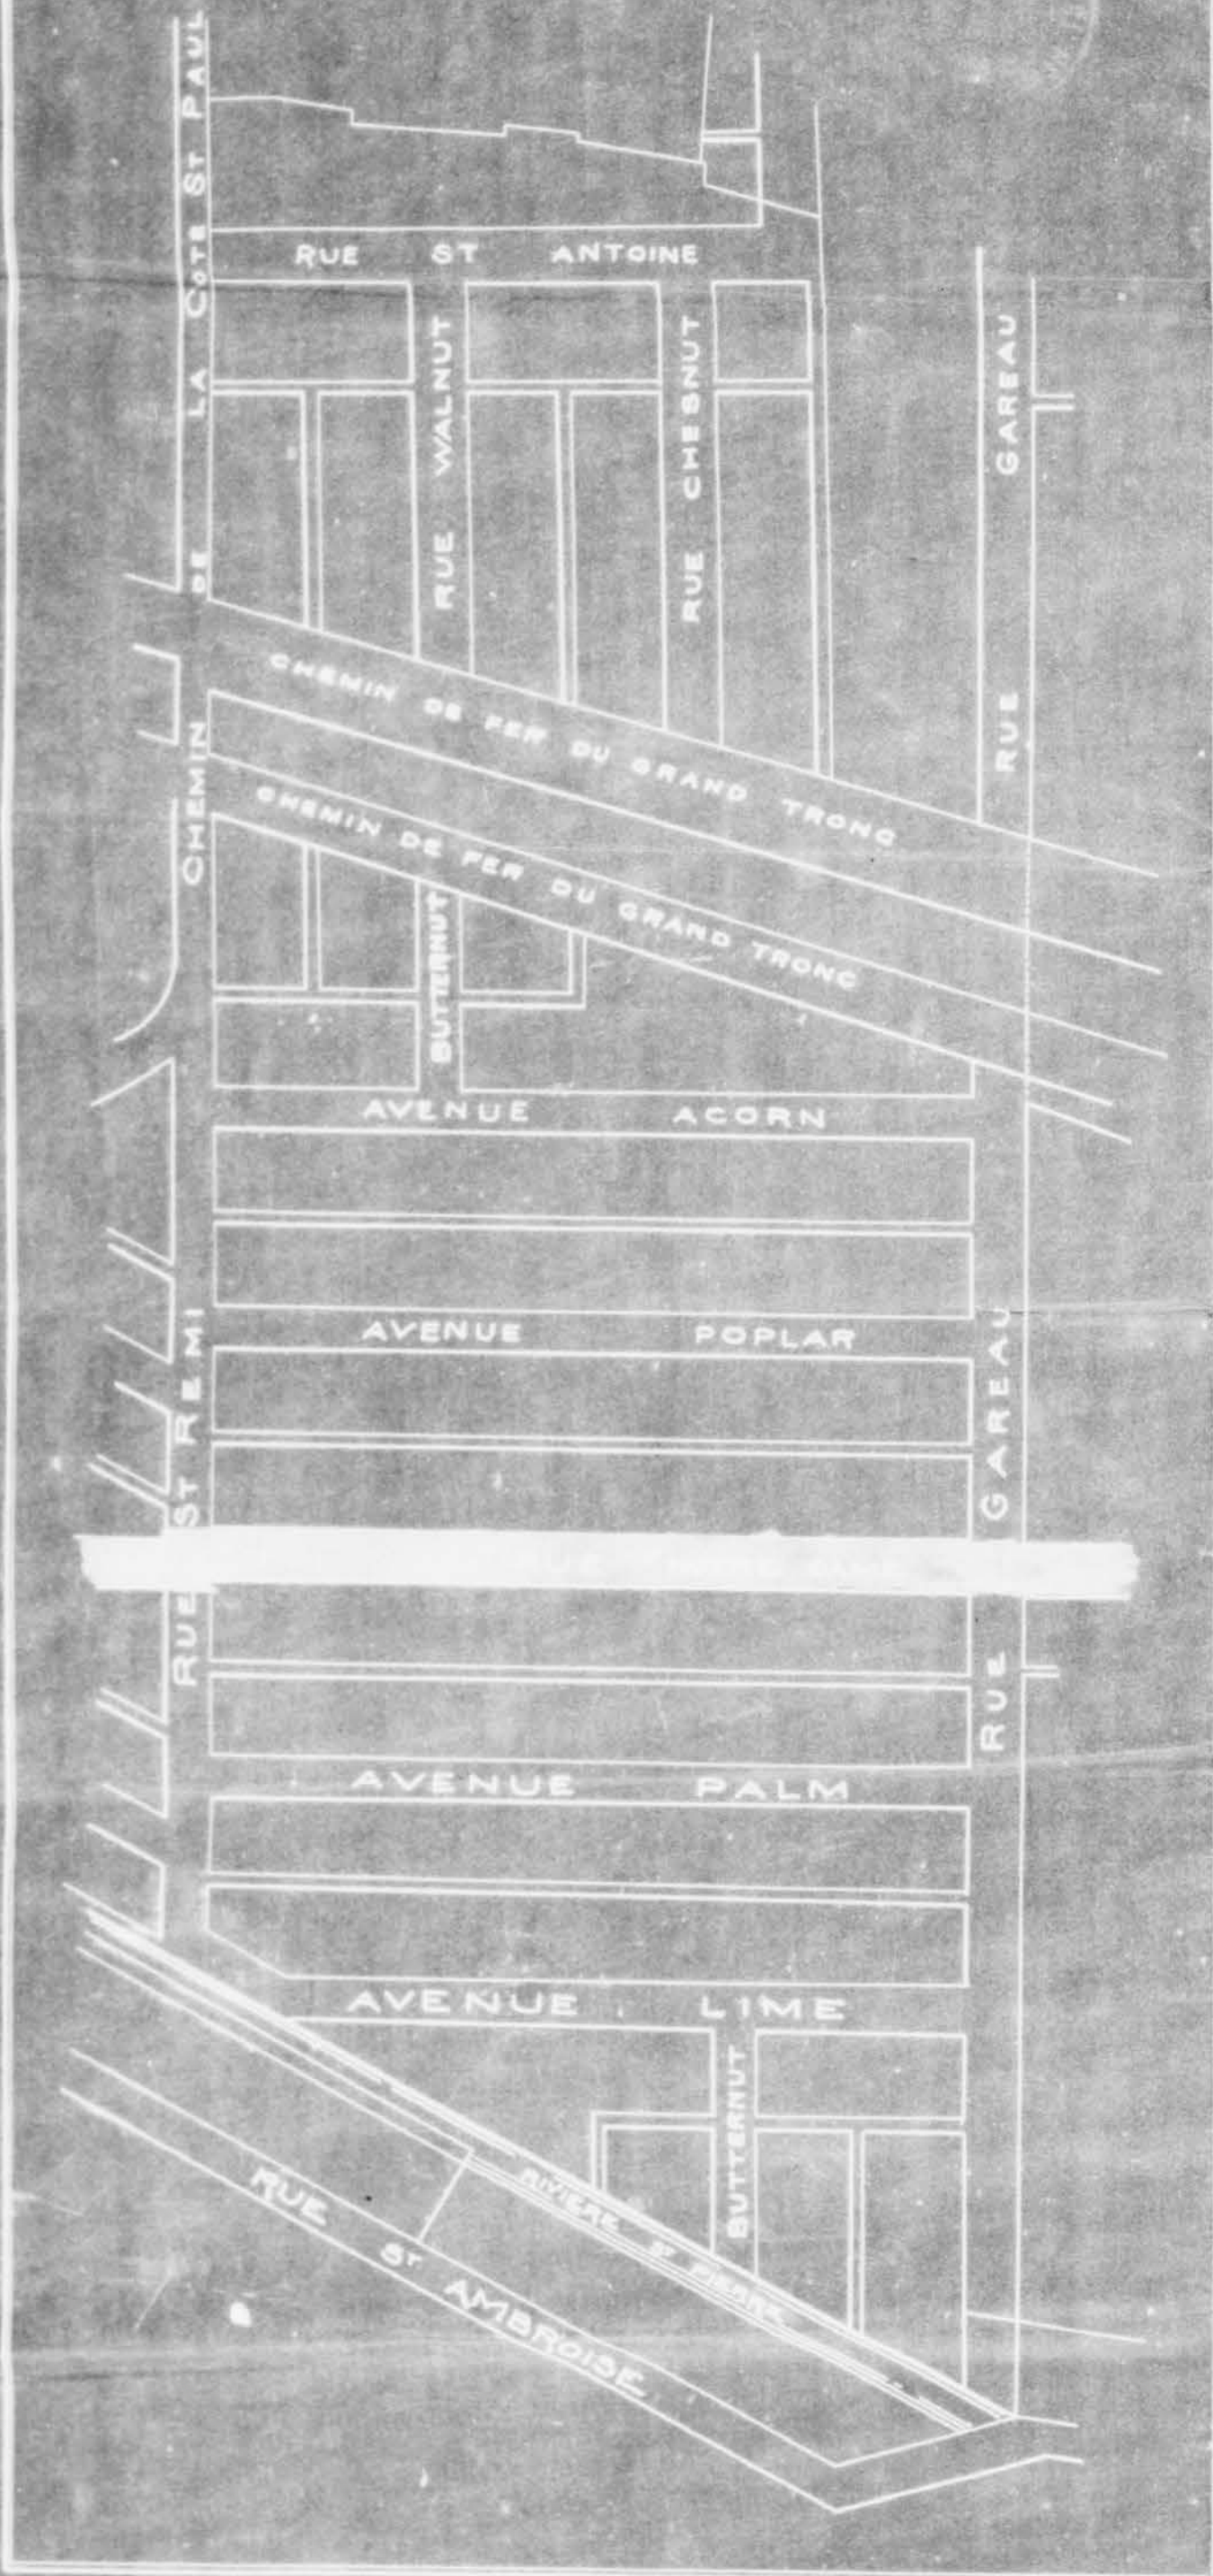 CHEMIN DE LA COTE ST PAUL
RUE ST ANTOINE
RUE WALNUT
RUE CHESNUT
RUE GAREAU
CHEMIN DE FER DU GRAND TRONC
CHEMIN DE FER DU GRAND TRONC
BUTTERNUT
AVENUE ACORN
AVENUE POPLAR
RUE ST REMI
RUE GAREAU
AVENUE PALM
AVENUE LIME
BUTTERNUT
RIVIERE ST PIERRE
RUE ST AMBROISE